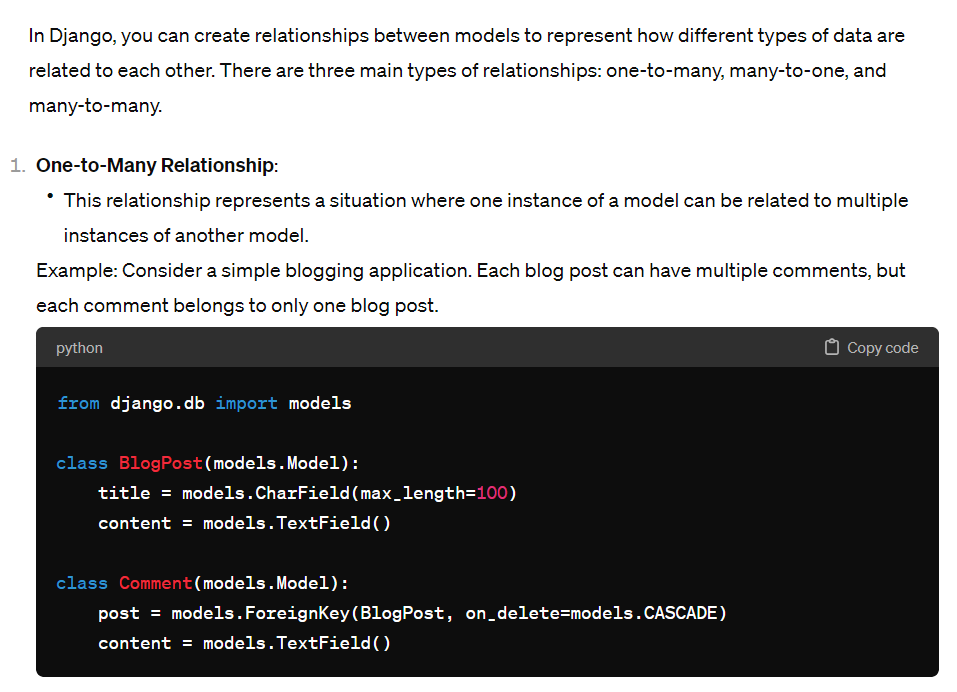 In Django, you can create relationships between models to represent how different types of data are
related to each other. There are three main types of relationships: one-to-many, many-to-one, and
many-to-many.
1. One-to-Many Relationship:
• This relationship represents a situation where one instance of a model can be related to multiple
instances of another model.
Example: Consider a simple blogging application. Each blog post can have multiple comments, but
each comment belongs to only one blog post.
python Copy code
from django.db import models
class BlogPost(models.Model):
    title = models.CharField(max_length=100)
    content = models.TextField()
class Comment(models.Model):
    post = models.ForeignKey(BlogPost, on_delete=models.CASCADE)
    content = models.TextField()